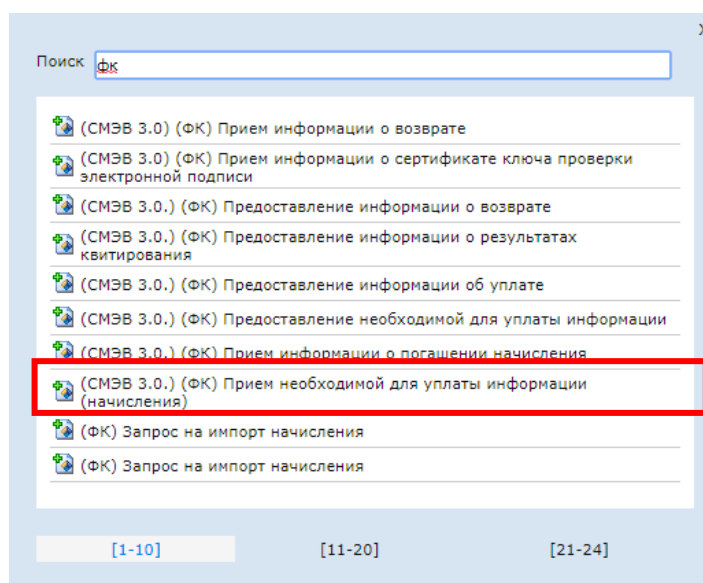 Поиск фк
(СМЭВ 3.0) (ФК) Прием информации о возврате
(СМЭВ 3.0) (ФК) Прием информации о сертификате ключа проверки
электронной подписи
(СМЭВ 3.0.) (ФК) Предоставление информации о возврате
(СМЭВ 3.0.) (ФК) Предоставление информации о результатах
квитирования
(СМЭВ 3.0.) (ФК) Предоставление информации об уплате
(СМЭВ 3.0.) (ФК) Предоставление необходимой для уплаты информации
(СМЭВ 3.0.) (ФК) Прием информации о погашении начисления
(СМЭВ 3.0.) (ФК) Прием необходимой для уплаты информации
(начисления)
(ФК) Запрос на импорт начисления
(ФК) Запрос на импорт начисления
[1-10] [11-20] [21-24]